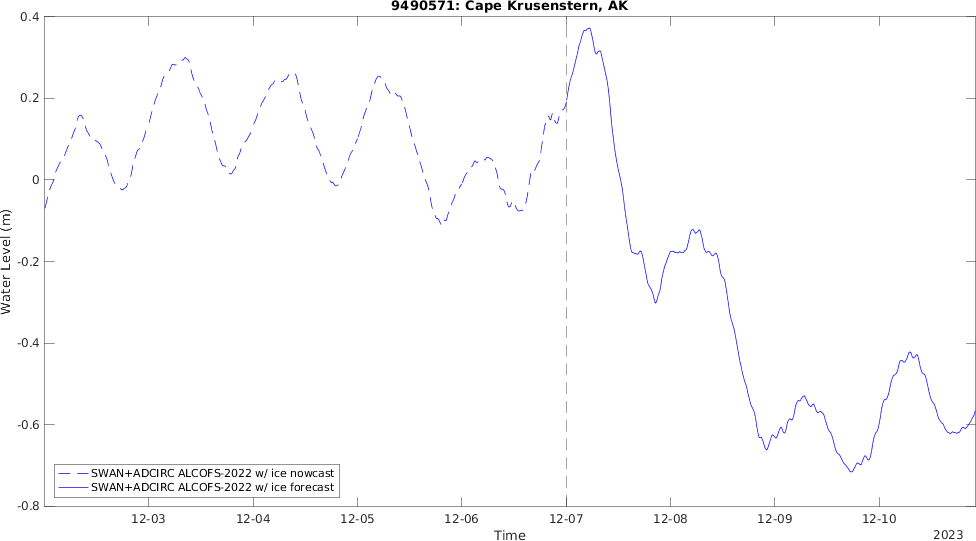 9490571: Cape Krusenstern, AK
0.4
0.2
0
-0.2
-0.4
-0.6
-0.8
Water Level (m)
SWAN+ADCIRC ALCOFS-2022 w/ ice nowcast
SWAN+ADCIRC ALCOFS-2022 w/ ice forecast
12-03 12-04 12-05 12-06 12-07 12-08 12-09 12-10
Time
2023